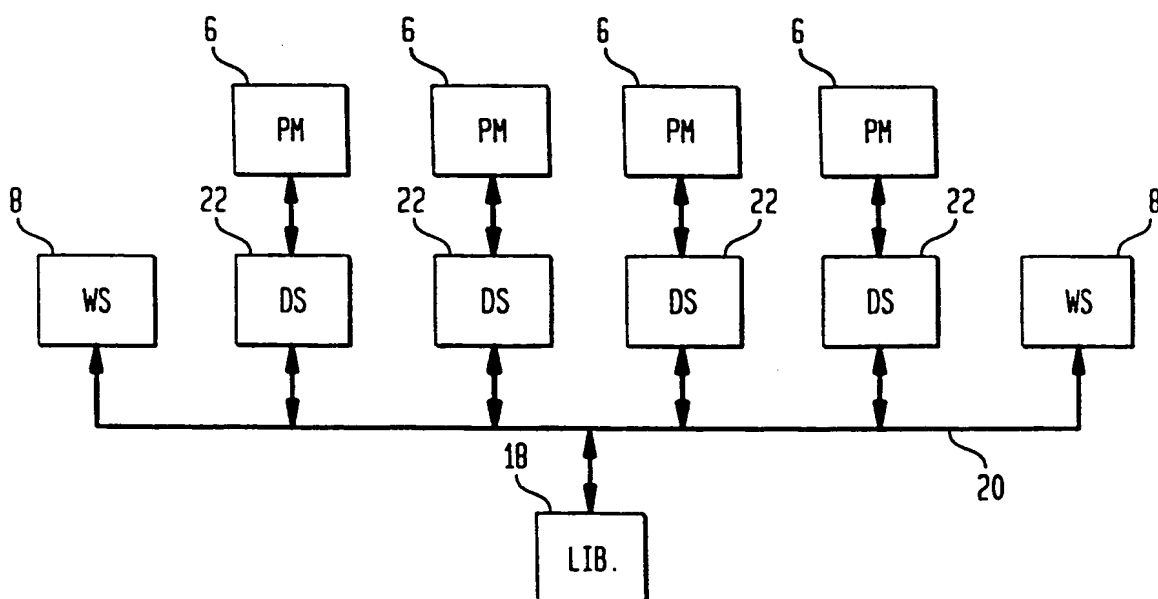 6 6 6 6
PM PM PM PM
8 22 22 22 22 8
WS DS DS DS DS WS
18 20
LIB.